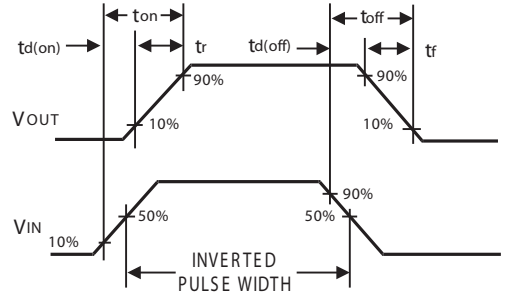 ton toff
td(on) tr td(off) tf
90% 90%
VOUT 10% 10%
90%
VIN 50% 50%
10%
INVERTED
PULSE WIDTH